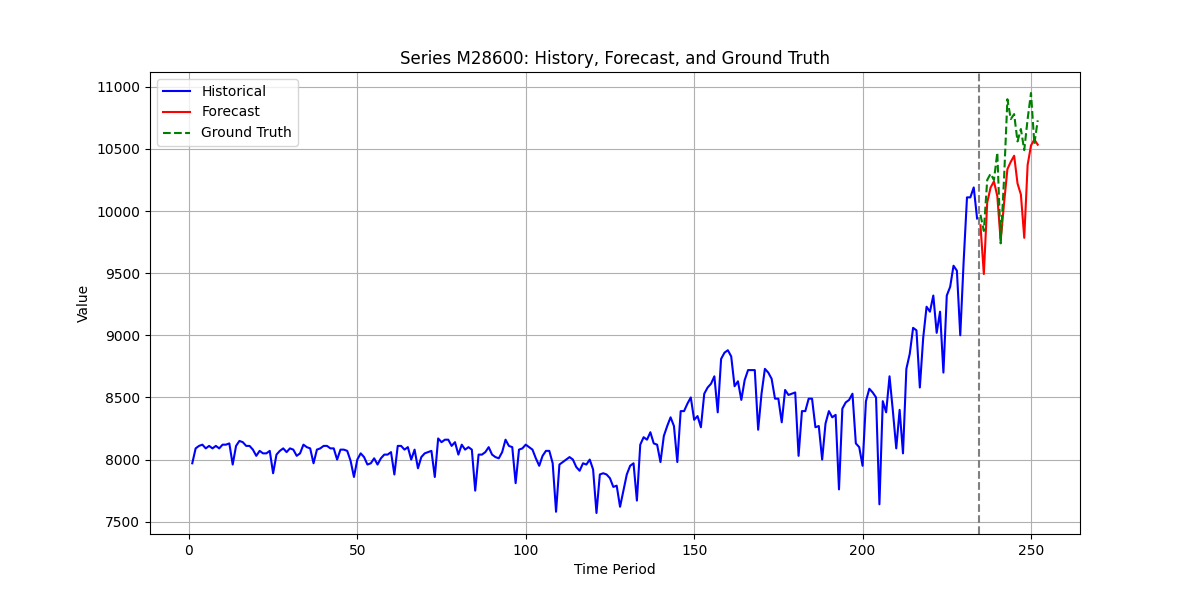 Series M28600: History, Forecast, and Ground Truth
11000
10500
10000
9500
9000
8500
8000
7500
Value
Historical
Forecast
Ground Truth
0 50 100 150 200 250
Time Period